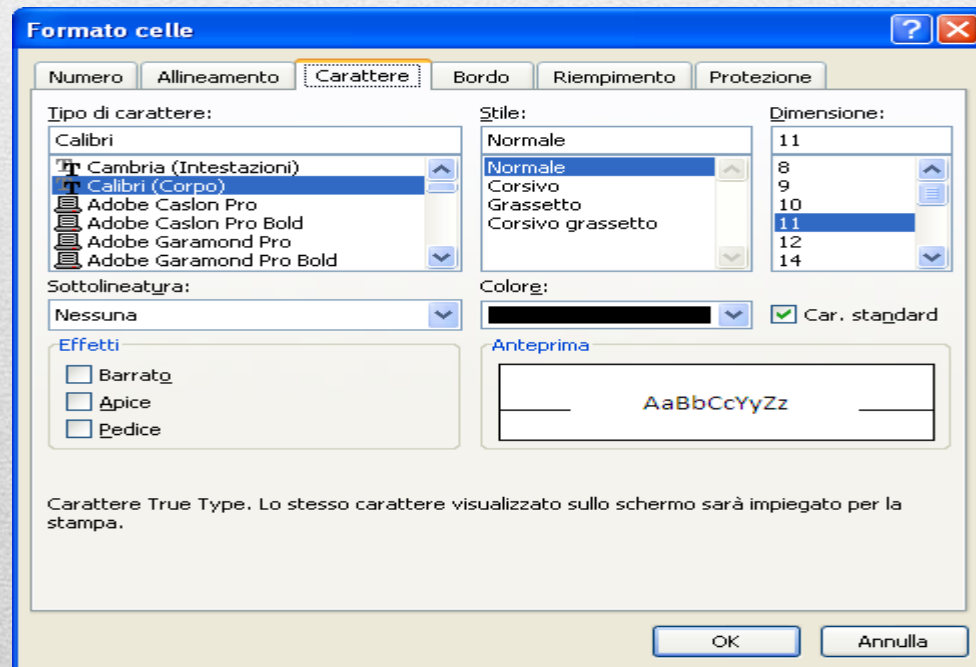 Formato celle
Numero Allineamento Carattere Bordo Riempimento Protezione
Tipo di carattere: Stile: Dimensione:
Calibri Normale 11
Cambria (Intestazioni) Normale 8
Calibri (Corpo) Corsivo 9
Adobe Caslon Pro Grassetto 10
Adobe Caslon Pro Bold Corsivo grassetto 11
Adobe Garamond Pro 12
Adobe Garamond Pro Bold 14
Sottolineatura: Colore:
Nessuna Car. standard
Effetti Anteprima
Barrato
Apice AaBbCcYyZz
Pedice
Carattere True Type. Lo stesso carattere visualizzato sullo schermo sarà impiegato per la
stampa.
OK Annulla